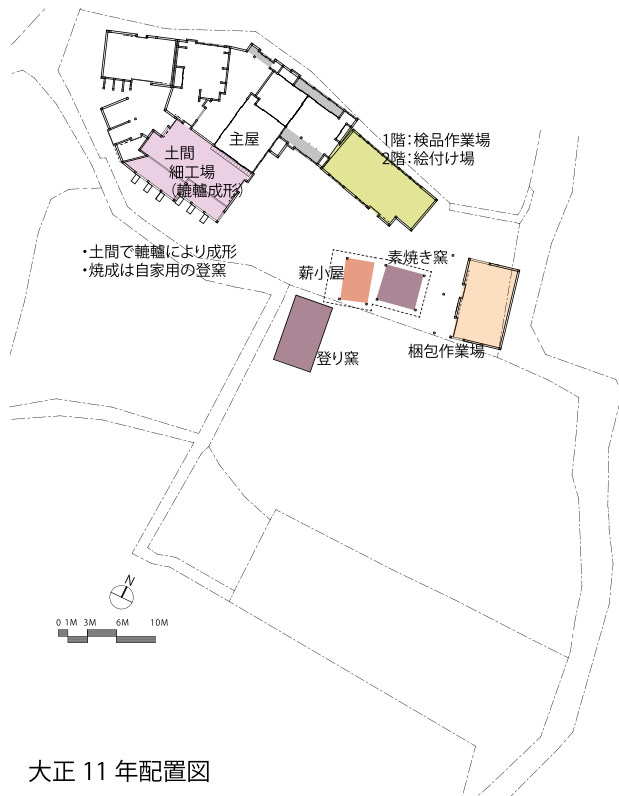 1階：検品作業場
2階：絵付け場
主屋
土間
細工場
（轆轤成形）
・土間で轆轤により成形
・焼成は自家用の登窯
素焼き窯
薪小屋
登り窯
梱包作業場
N
0 1M 3M 6M 10M
大正 11 年配置図